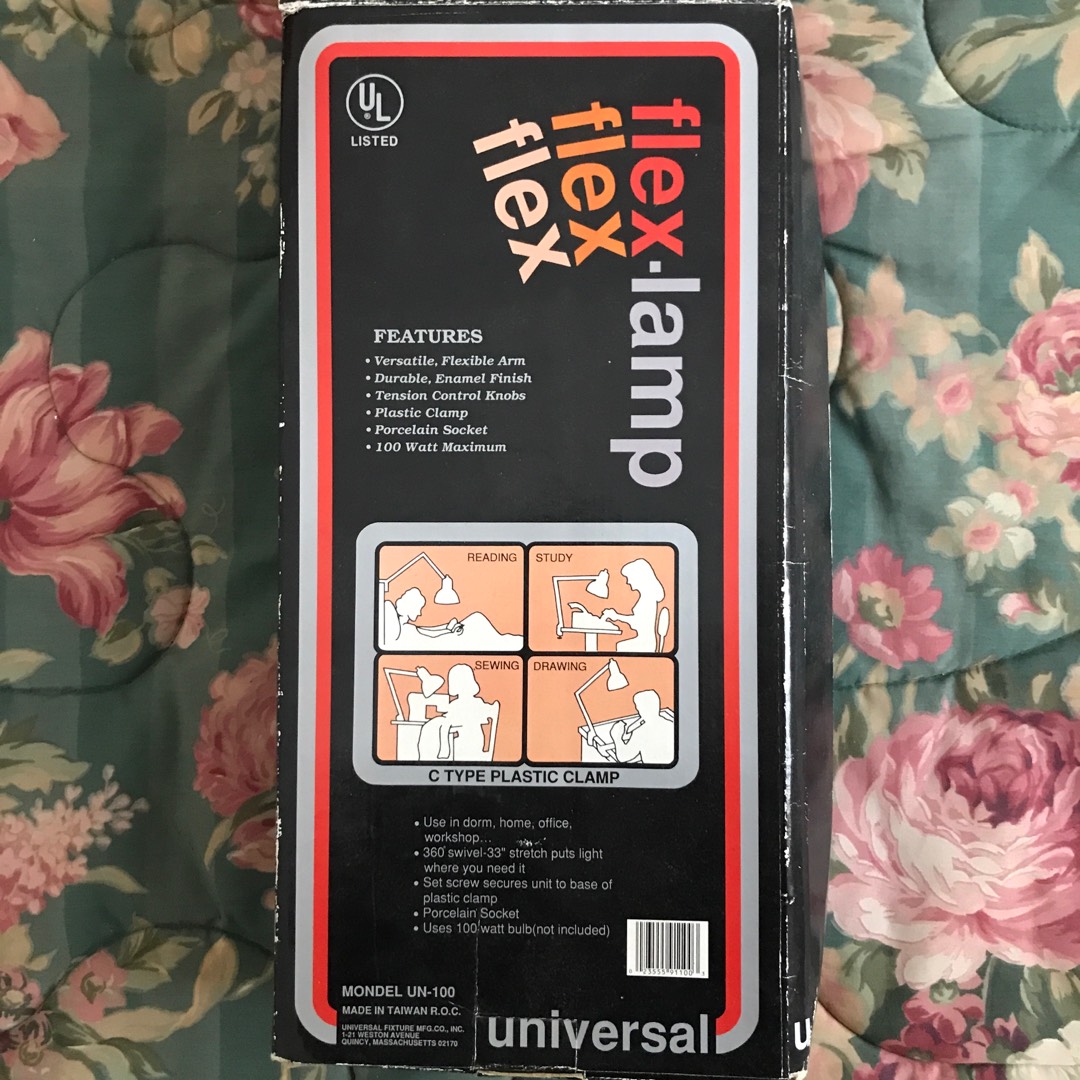 UL
®
LISTED
flex-lamp
flex
flex
FEATURES
• Versatile, Flexible Arm
• Durable, Enamel Finish
• Tension Control Knobs
• Plastic Clamp
• Porcelain Socket
• 100 Watt Maximum
READING
STUDY
SEWING
DRAWING
C TYPE PLASTIC CLAMP
• Use in dorm, home, office,
workshop...
• 360° swivel-33" stretch puts light
where you need it
• Set screw secures unit to base of
plastic clamp
• Porcelain Socket
• Uses 100 watt bulb(not included)
0 23555 91100 3
MONDEL UN-100
MADE IN TAIWAN R.O.C.
UNIVERSAL FIXTURE MFG.CO., INC.
1-21 WESTON AVENUE
QUINCY, MASSACHUSETTS 02170
universal
u